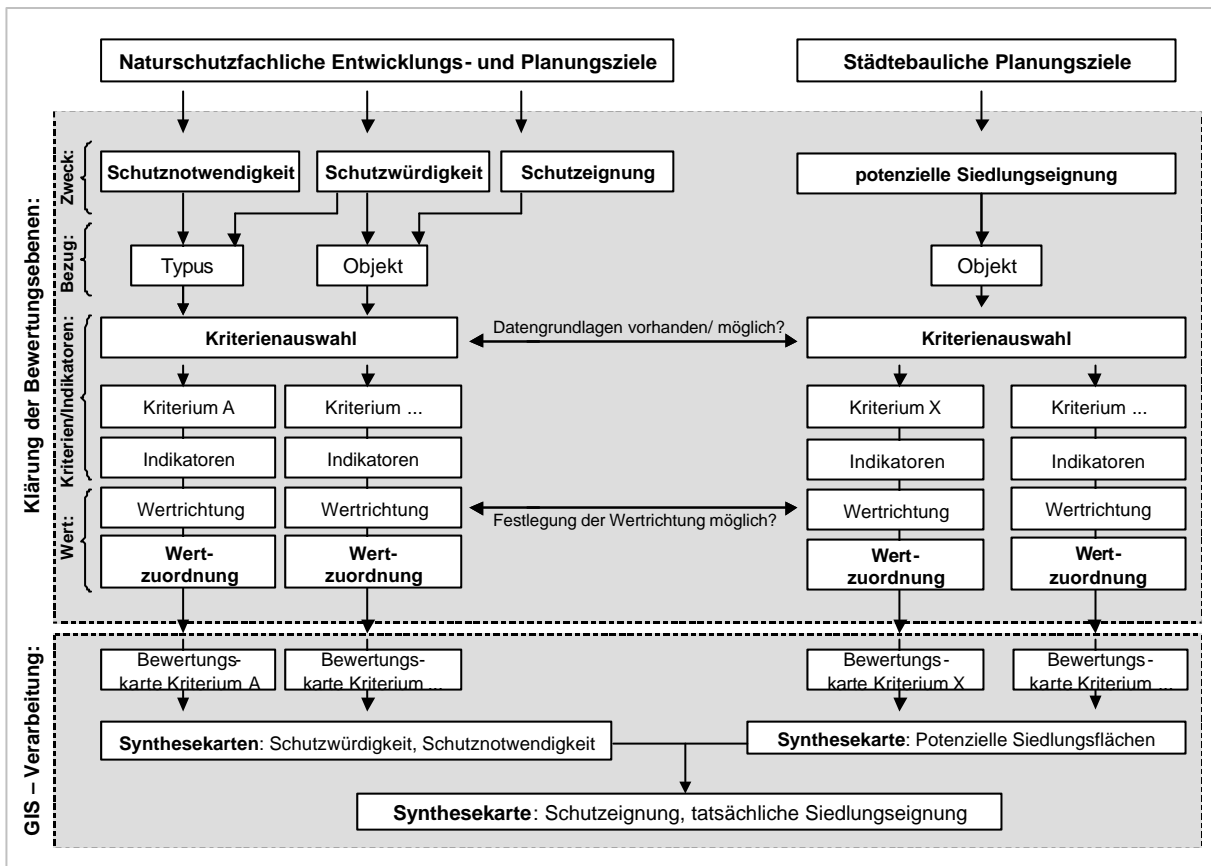 Naturschutzfachliche Entwicklungs- und Planungsziele
Städtebauliche Planungsziele
Klärung der Bewertungsebenen:
Zweck:
Schutznotwendigkeit
Schutzwürdigkeit
Schutzeignung
potenzielle Siedlungseignung
Bezug:
Typus
Objekt
Objekt
Kriterien/Indikatoren:
Kriterienauswahl
Datengrundlagen vorhanden/ möglich?
Kriterienauswahl
Kriterium A
Kriterium ...
Kriterium X
Kriterium ...
Indikatoren
Indikatoren
Indikatoren
Indikatoren
Wert:
Wertrichtung
Wertrichtung
Festlegung der Wertrichtung möglich?
Wertrichtung
Wertrichtung
Wert-
zuordnung
Wert-
zuordnung
Wert-
zuordnung
Wert-
zuordnung
GIS – Verarbeitung:
Bewertungs-
karte Kriterium A
Bewertungs-
karte Kriterium ...
Bewertungs-
karte Kriterium X
Bewertungs-
karte Kriterium ...
Synthesekarten: Schutzwürdigkeit, Schutznotwendigkeit
Synthesekarte: Potenzielle Siedlungsflächen
Synthesekarte: Schutzeignung, tatsächliche Siedlungseignung